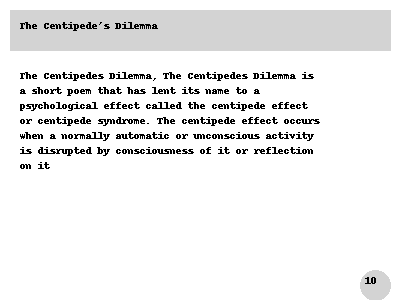 The Centipede's Dilemma
The Centipedes Dilemma, The Centipedes Dilemma is
a short poem that has lent its name to a
psychological effect called the centipede effect
or centipede syndrome. The centipede effect occurs
when a normally automatic or unconscious activity
is disrupted by consciousness of it or reflection
on it
10